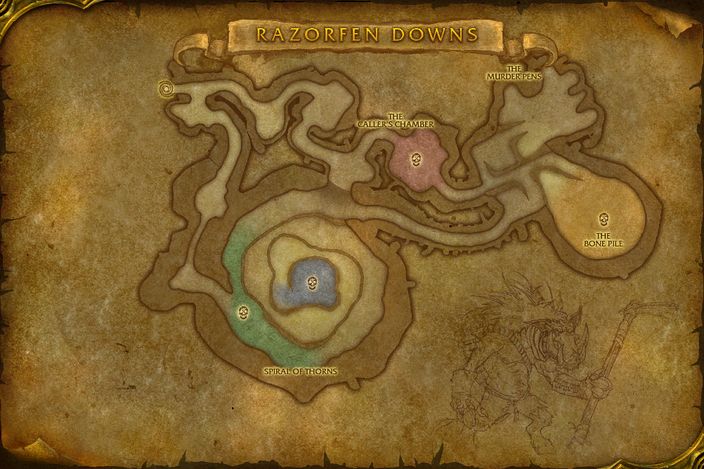 RAZORFEN DOWNS
THE
MURDER PENS
THE
CALLER'S CHAMBER
THE
BONE PILE
SPIRAL OF THORNS